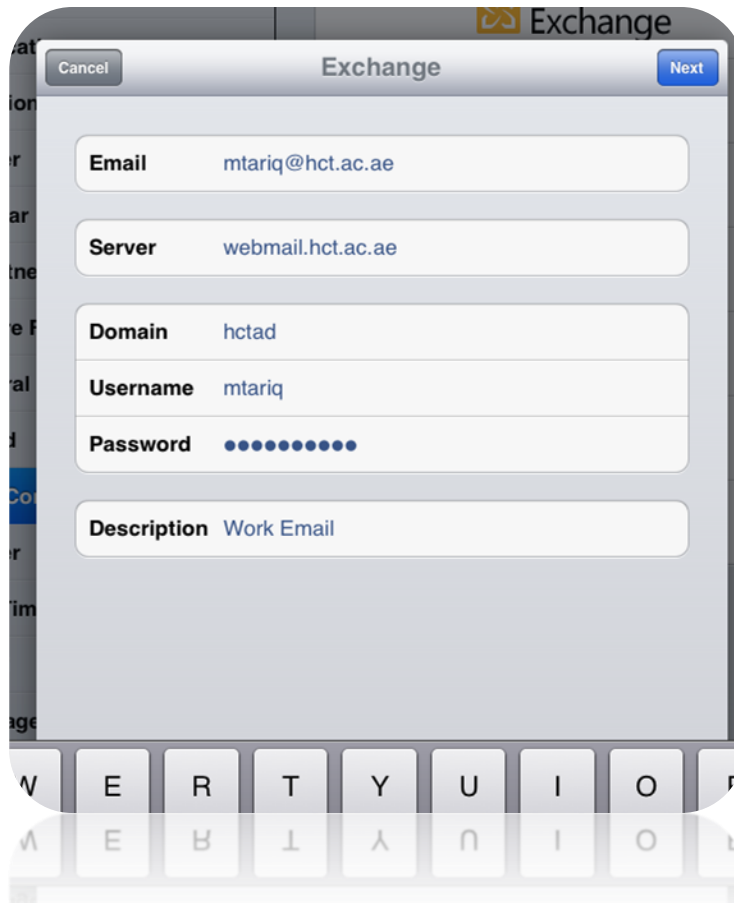 Exchange
Cancel Exchange Next
Email mtariq@hct.ac.ae
Server webmail.hct.ac.ae
Domain hctad
Username mtariq
Password ••••••••••
Description Work Email
W E R T Y U I O